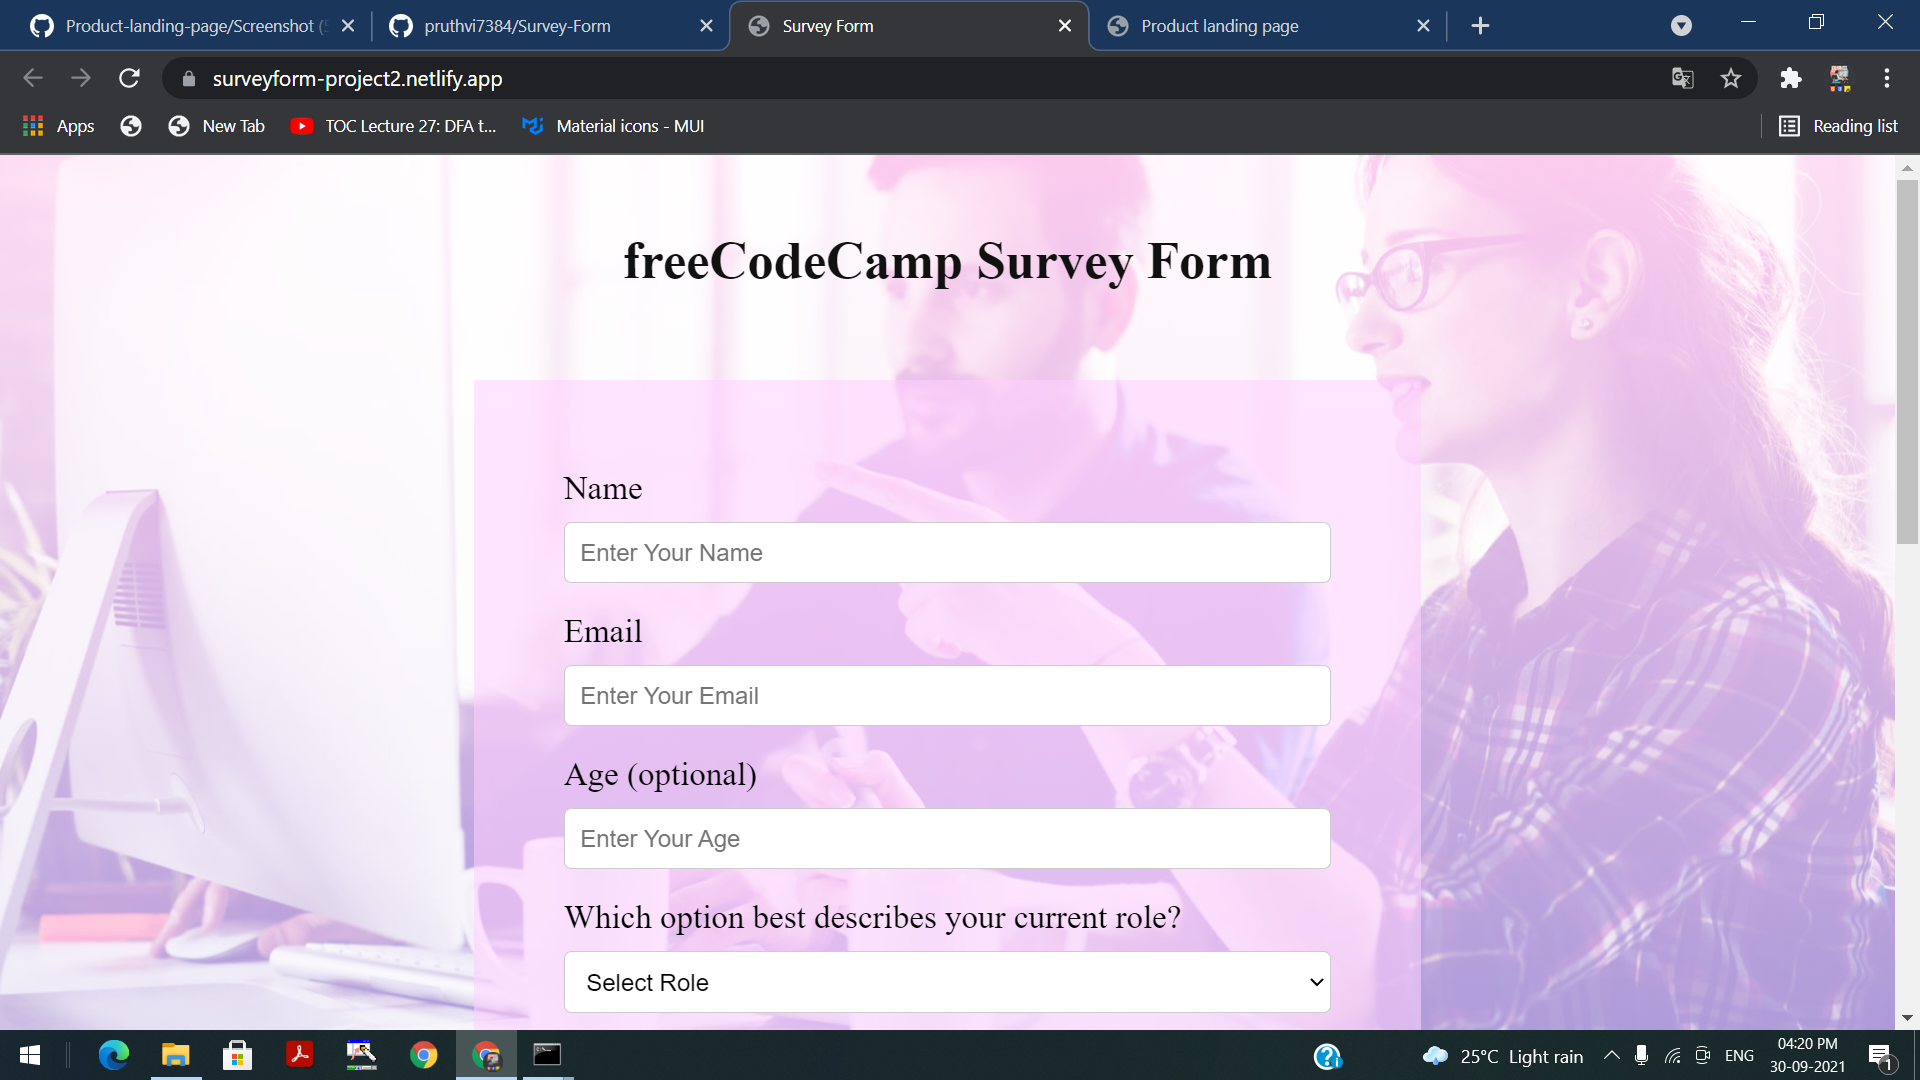 Product-landing-page/Screenshot (
pruthvi7384/Survey-Form
Survey Form
Product landing page
surveyform-project2.netlify.app
Apps
New Tab
TOC Lecture 27: DFA t...
Material icons - MUI
Reading list
freeCodeCamp Survey Form
Name
Enter Your Name
Email
Enter Your Email
Age (optional)
Enter Your Age
Which option best describes your current role?
Select Role
25°C Light rain
ENG
04:20 PM
30-09-2021
1